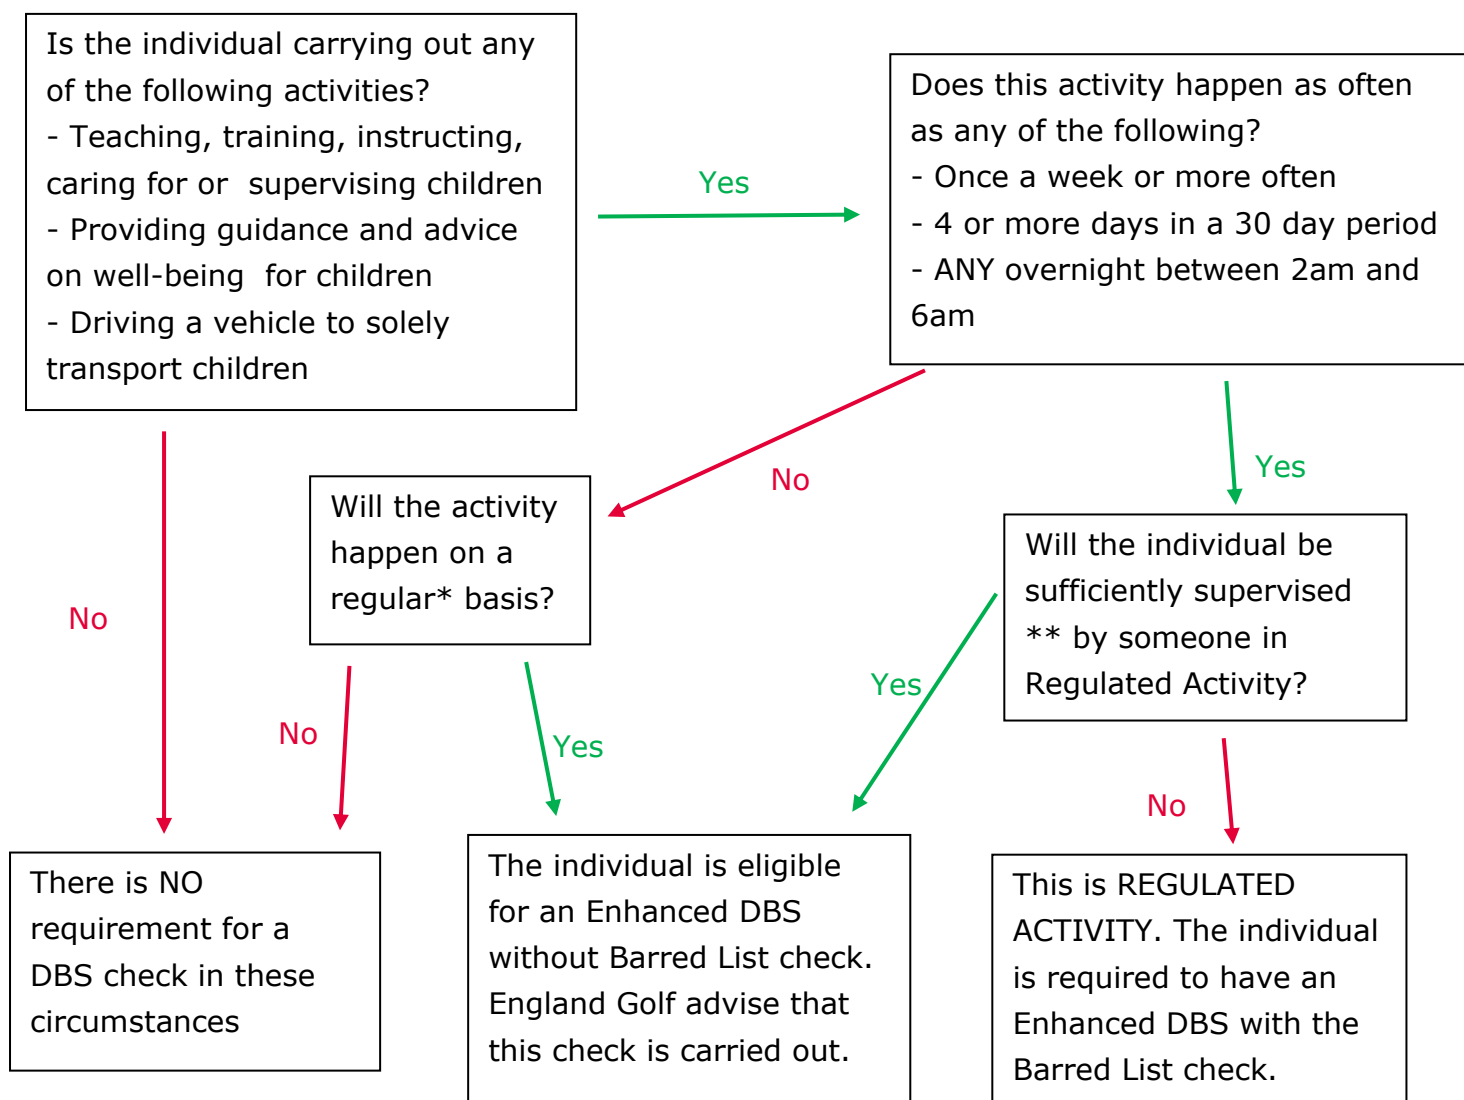 Is the individual carrying out any
of the following activities?
- Teaching, training, instructing,
caring for or  supervising children
- Providing guidance and advice
on well-being  for children
- Driving a vehicle to solely
transport children
Yes
Does this activity happen as often
as any of the following?
- Once a week or more often
- 4 or more days in a 30 day period
- ANY overnight between 2am and
6am
No
No
Yes
Will the activity
happen on a
regular* basis?
Will the individual be
sufficiently supervised
** by someone in
Regulated Activity?
No
Yes
Yes
No
There is NO
requirement for a
DBS check in these
circumstances
The individual is eligible
for an Enhanced DBS
without Barred List check.
England Golf advise that
this check is carried out.
This is REGULATED
ACTIVITY. The individual
is required to have an
Enhanced DBS with the
Barred List check.